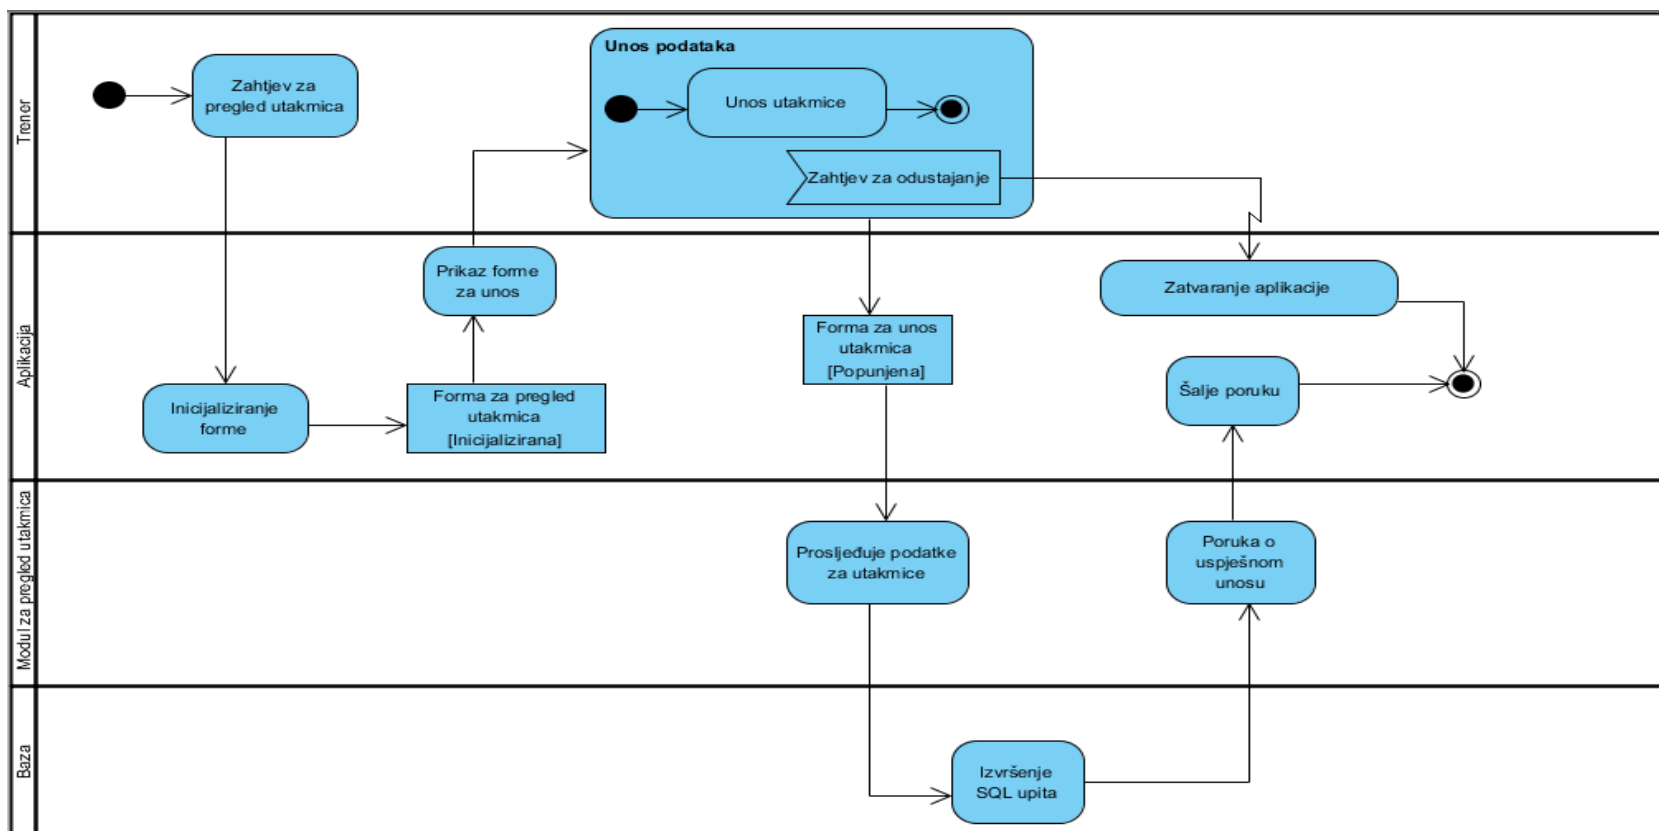 Trener
Zahtjev za
pregled utakmica
Unos podataka
Unos utakmice
Zahtjev za odustajanje
Aplikacija
Prikaz forme
za unos
Inicijaliziranje
forme
Forma za pregled
utakmica
[Inicijalizirana]
Forma za unos
utakmica
[Popunjena]
Zatvaranje aplikacije
Šalje poruku
Modul za pregled utakmica
Prosljeđuje podatke
za utakmice
Poruka o
uspješnom
unosu
Baza
Izvršenje
SQL upita